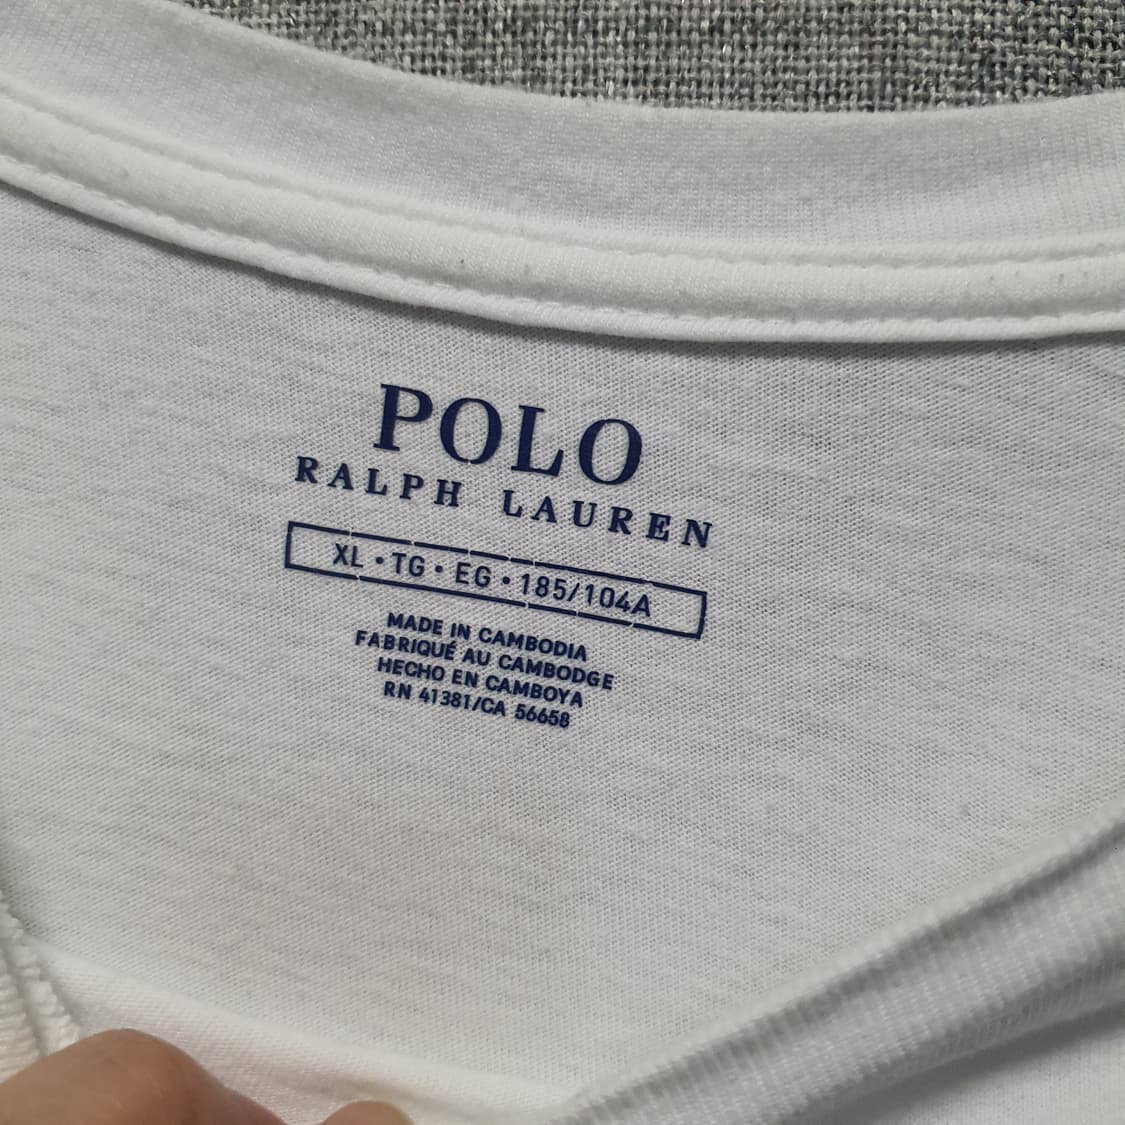 POLO
RALPH LAUREN
XL • TG • EG • 185/104A
MADE IN CAMBODIA
FABRIQUÉ AU CAMBODGE
HECHO EN CAMBOYA
RN 41381/CA 56658